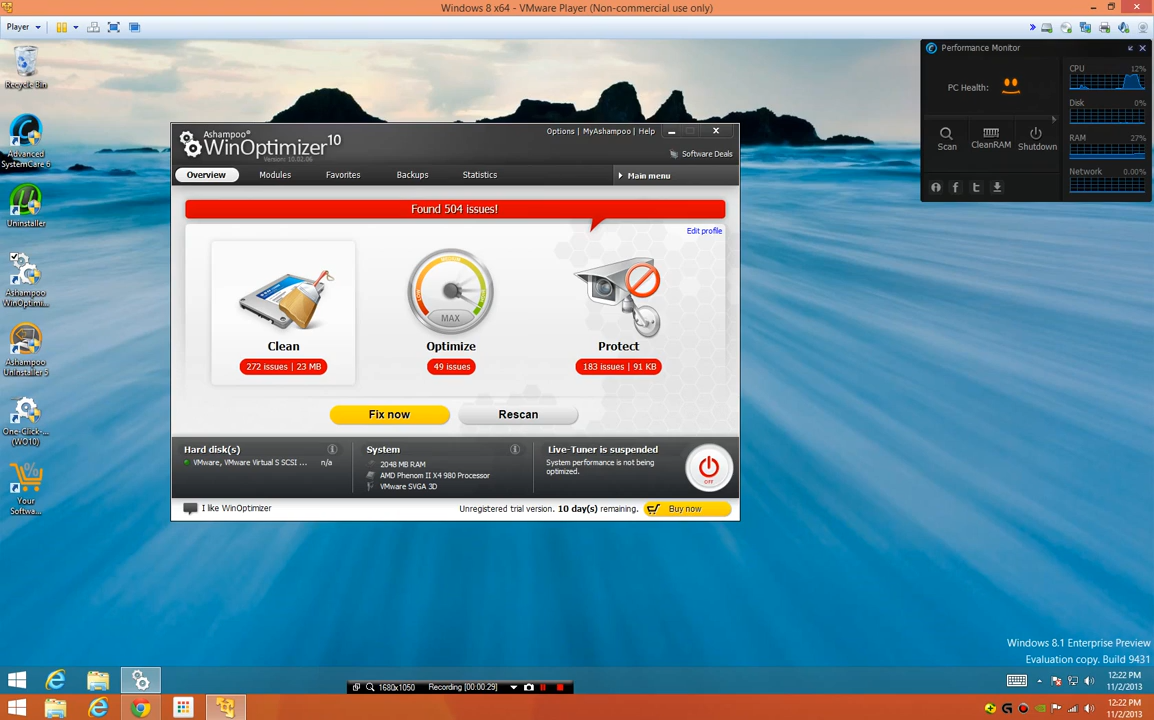 Windows 8 x64 - VMware Player (Non-commercial use only)
Player
Recycle Bin
Advanced
SystemCare 6
Uninstaller
Ashampoo
WinOptimi...
Ashampoo
Uninstaller 5
One-Click-...
(WO10)
Your
Softwa...
Ashampoo®
WinOptimizer 10
Version: 10.02.06
Options | MyAshampoo | Help
Software Deals
Overview
Modules
Favorites
Backups
Statistics
Main menu
Found 504 issues!
Edit profile
MAX
Clean
Optimize
Protect
272 issues | 23 MB
49 issues
183 issues | 91 KB
Fix now
Rescan
Hard disk(s)
VMware, VMware Virtual S SCSI ...
n/a
System
2048 MB RAM
AMD Phenom II X4 980 Processor
VMware SVGA 3D
Live-Tuner is suspended
System performance is not being
optimized.
OFF
I like WinOptimizer
Unregistered trial version. 10 day(s) remaining.
Buy now
Performance Monitor
PC Health:
CPU 12%
Disk 0%
RAM 27%
Network 0.00%
Scan
CleanRAM
Shutdown
Windows 8.1 Enterprise Preview
Evaluation copy. Build 9431
1680x1050
Recording [00:00:29]
12:22 PM
11/2/2013
12:22 PM
11/2/2013